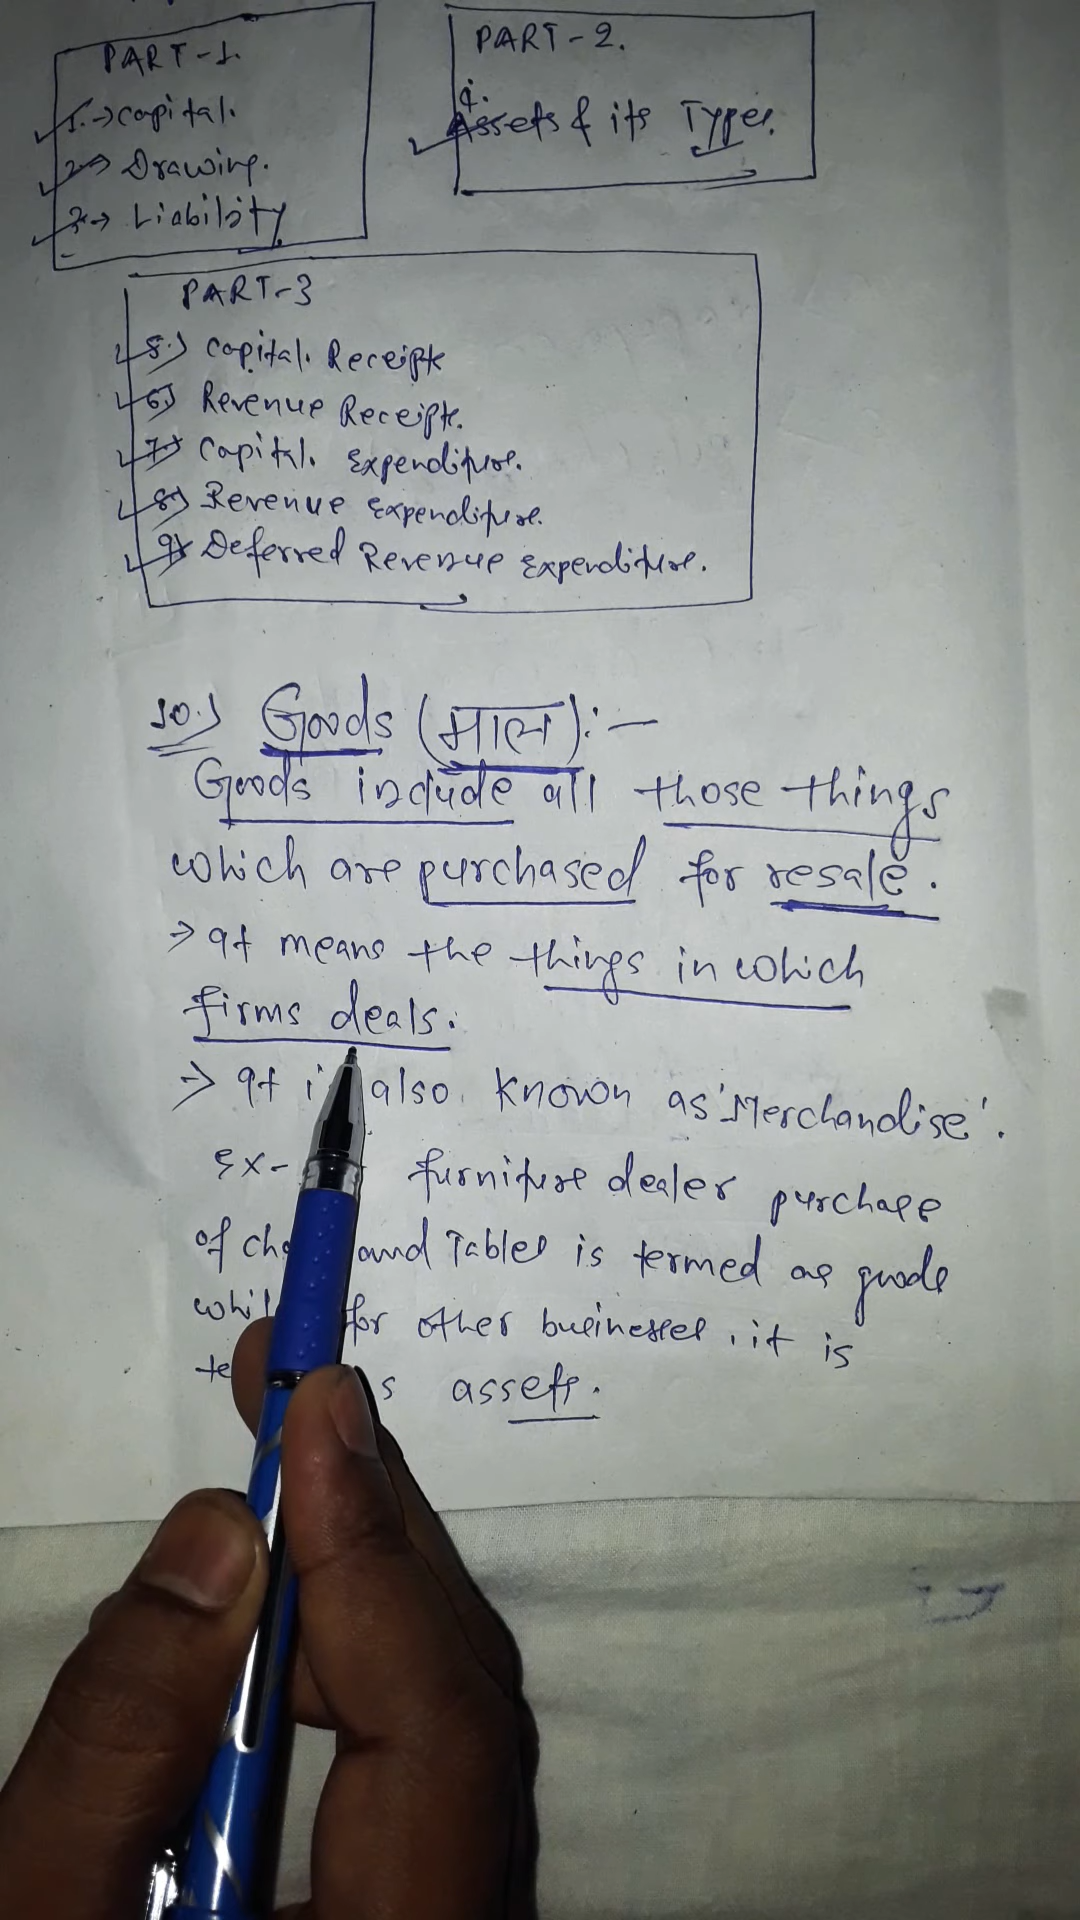 PART-1.
1.→ Capital.
2.→ Drawing.
3.→ Liability
PART-2.
4.
Assets & its Types.
PART-3
5.) Capital Receipts
6.) Revenue Receipts.
7.) Capital Expenditure.
8.) Revenue Expenditure.
9.) Deferred Revenue Expenditure.
10.) Goods (माल):-
Goods include all those things
which are purchased for resale.
→ It means the things in which
firms deals.
→ It is also known as 'Merchandise'.
Ex- furniture dealer purchase
of and Tables is termed as goods
for other businesses, it is
assets.